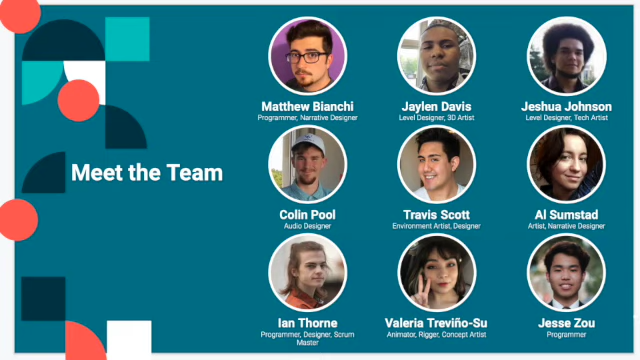 Meet the Team
Matthew Bianchi
Programmer, Narrative Designer
Jaylen Davis
Level Designer, 3D Artist
Jeshua Johnson
Level Designer, Tech Artist
Colin Pool
Audio Designer
Travis Scott
Environment Artist, Designer
Al Sumstad
Artist, Narrative Designer
Ian Thorne
Programmer, Designer, Scrum
Master
Valeria Treviño-Su
Animator, Rigger, Concept Artist
Jesse Zou
Programmer